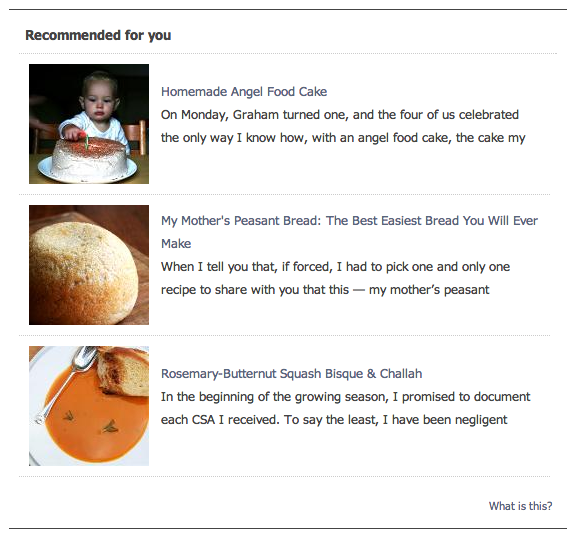 Recommended for you
Homemade Angel Food Cake
On Monday, Graham turned one, and the four of us celebrated
the only way I know how, with an angel food cake, the cake my
My Mother's Peasant Bread: The Best Easiest Bread You Will Ever
Make
When I tell you that, if forced, I had to pick one and only one
recipe to share with you that this — my mother’s peasant
Rosemary-Butternut Squash Bisque & Challah
In the beginning of the growing season, I promised to document
each CSA I received. To say the least, I have been negligent
What is this?